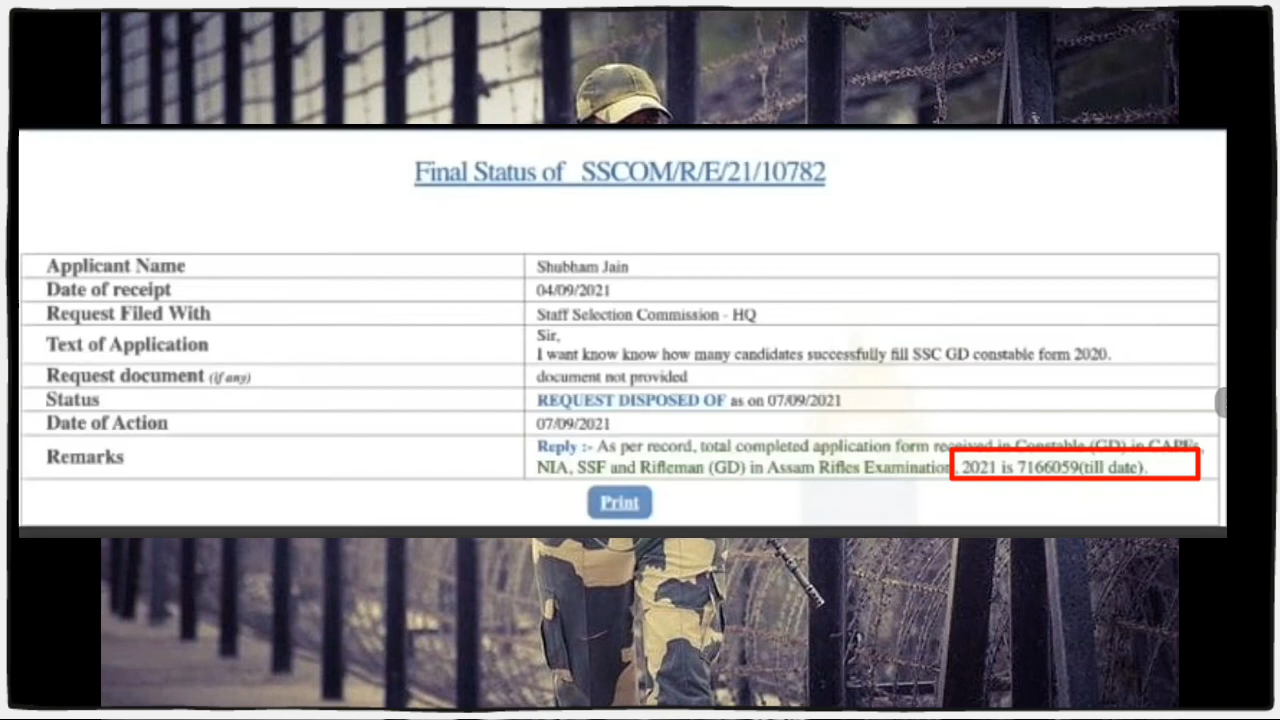 Final Status of SSCOM/R/E/21/10782
Applicant Name Shubham Jain
Date of receipt 04/09/2021
Request Filed With Staff Selection Commission - HQ
Text of Application Sir,
I want know know how many candidates successfully fill SSC GD constable form 2020.
Request document (if any) document not provided
Status REQUEST DISPOSED OF as on 07/09/2021
Date of Action 07/09/2021
Remarks Reply :- As per record, total completed application form received in Constable (GD) in CAPFs,
NIA, SSF and Rifleman (GD) in Assam Rifles Examination, 2021 is 7166059(till date).
Print